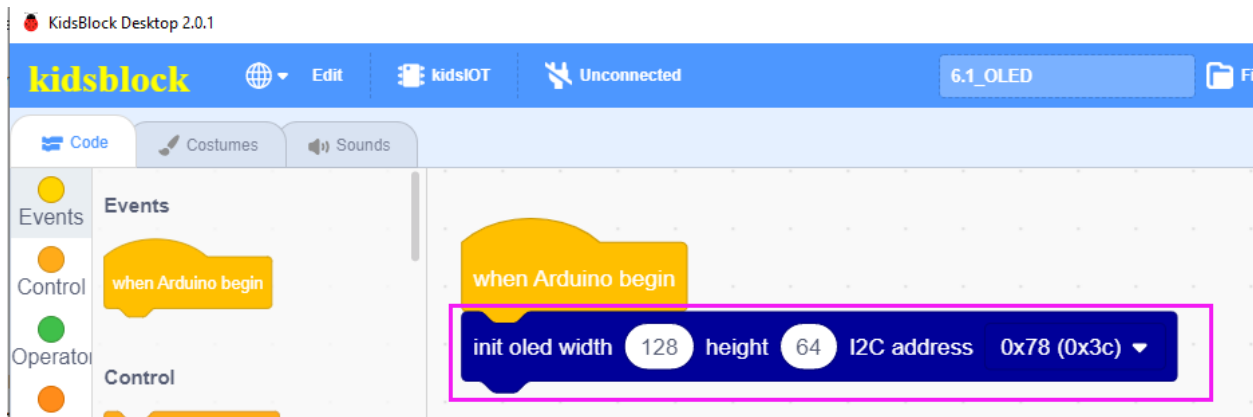 KidsBlock Desktop 2.0.1
kidsblock Edit kidsIOT Unconnected 6.1_OLED
Code Costumes Sounds
Events
Events
when Arduino begin
Control
Control
when Arduino begin
init oled width 128 height 64 I2C address 0x78 (0x3c)